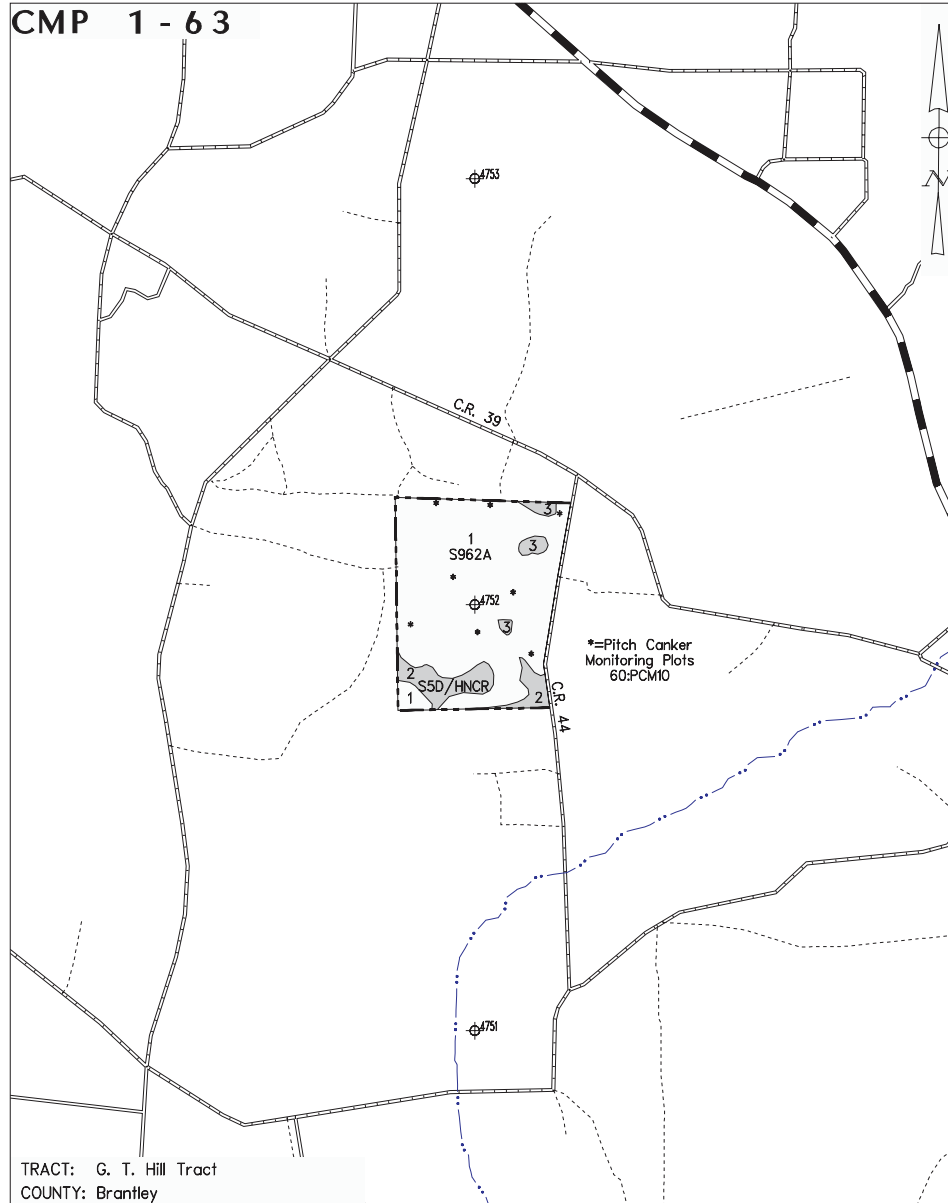 CMP 1-63
4753
N
C.R. 39
3
1
S962A
3
4752
3
*=Pitch Canker
Monitoring Plots
60:PCM10
2
S5D/HNCR
1
2
C.R. 44
4751
TRACT: G. T. Hill Tract
COUNTY: Brantley